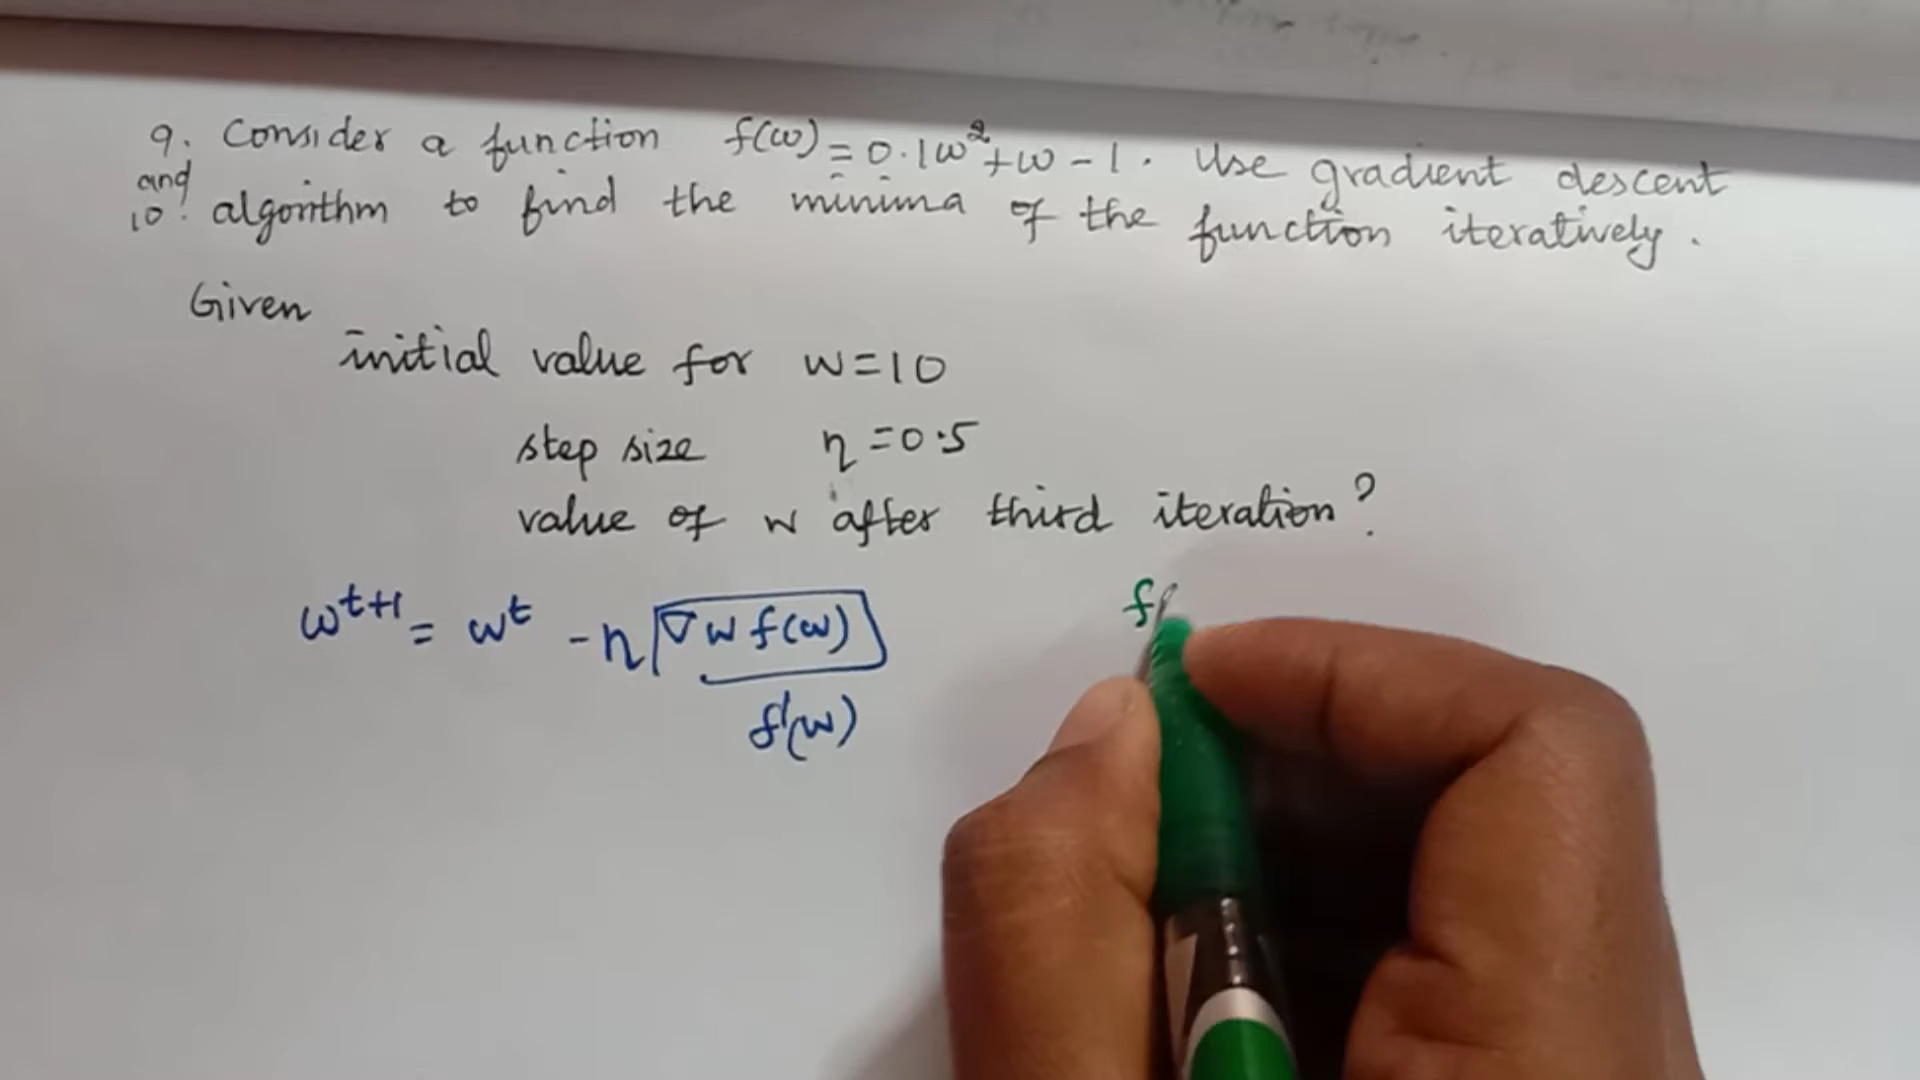 9. Consider a function f(w) = 0.1w² + w - 1. Use gradient descent
and
10. algorithm to find the minima of the function iteratively.
Given
initial value for w=10
step size η=0.5
value of w after third iteration?
w^{t+1} = w^t - η ∇w f(w)
f'(w)
f(